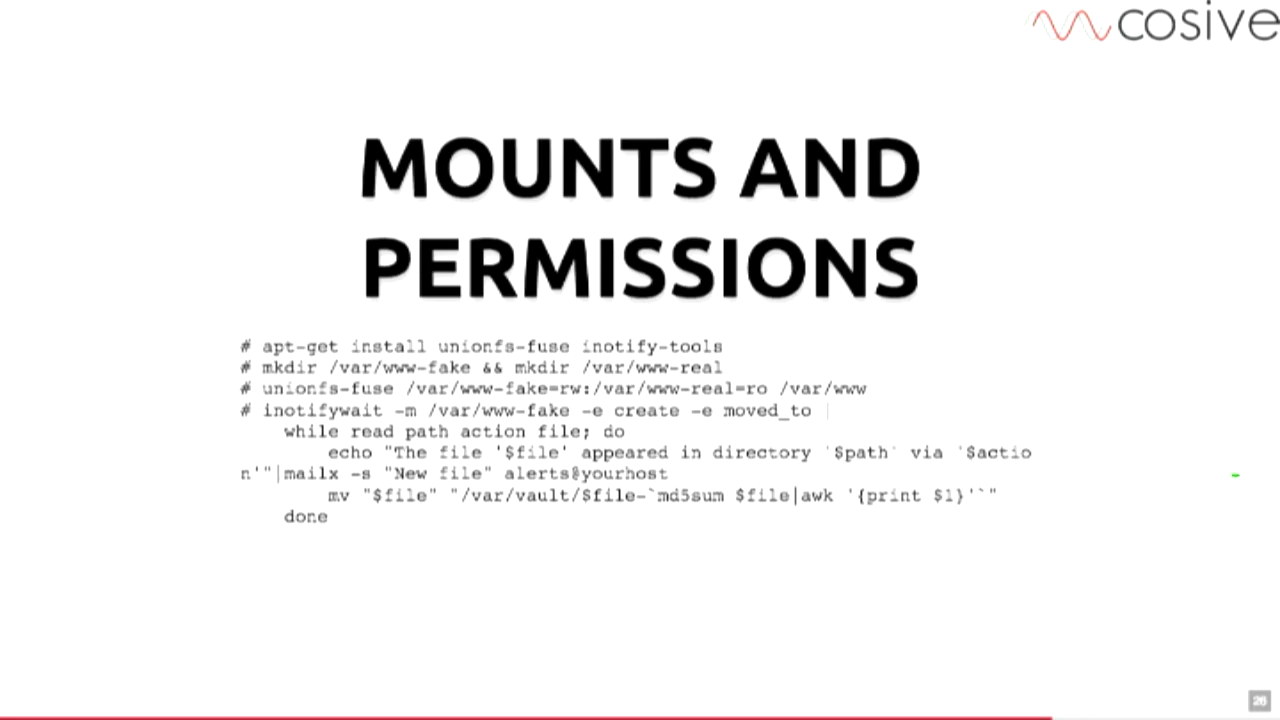 cosive
MOUNTS AND
PERMISSIONS
# apt-get install unionfs-fuse inotify-tools
# mkdir /var/www-fake && mkdir /var/www-real
# unionfs-fuse /var/www-fake=rw:/var/www-real=ro /var/www
# inotifywait -m /var/www-fake -e create -e moved_to |
    while read path action file; do
        echo "The file '$file' appeared in directory '$path' via '$actio
n'"|mailx -s "New file" alerts@yourhost
        mv "$file" "/var/vault/$file-`md5sum $file|awk '{print $1}'`"
    done
26